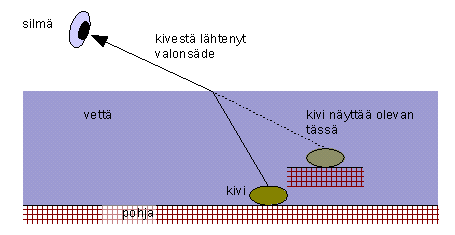 silmä
kivestä lähtenyt
valonsäde
vettä
kivi näyttää olevan
tässä
kivi
pohja